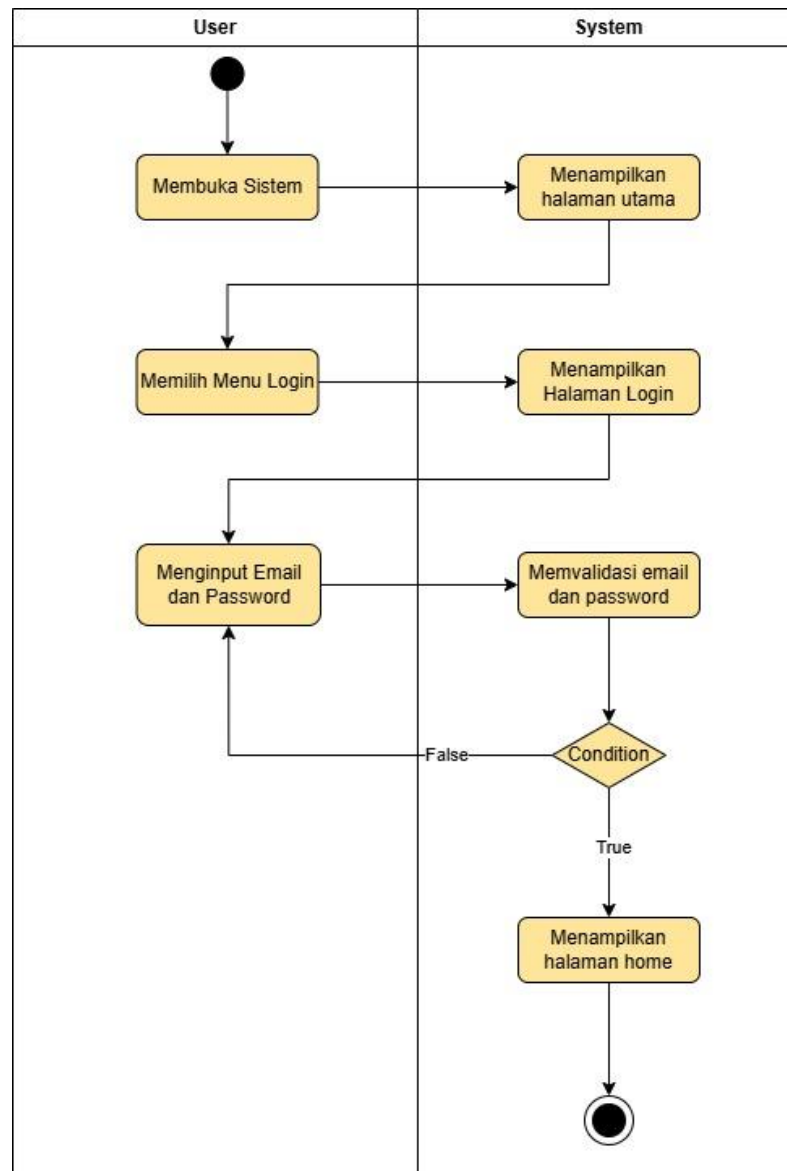 User
System
Membuka Sistem
Menampilkan
halaman utama
Memilih Menu Login
Menampilkan
Halaman Login
Menginput Email
dan Password
Memvalidasi email
dan password
Condition
False
True
Menampilkan
halaman home